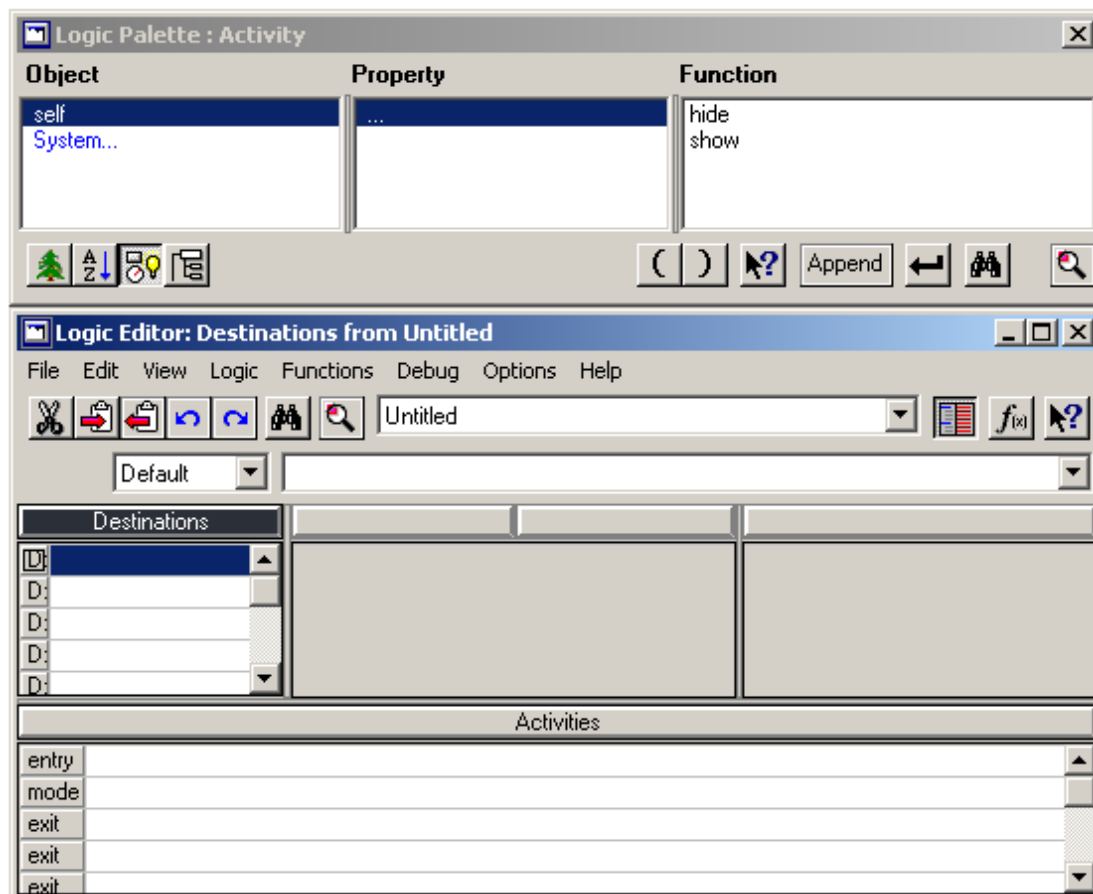 Logic Palette : Activity
Object Property Function
self ... hide
System... show
A Z ( ) ? Append
Logic Editor: Destinations from Untitled
File Edit View Logic Functions Debug Options Help
Untitled f(x) ?
Default
Destinations
D:
D:
D:
D:
D:
Activities
entry
mode
exit
exit
exit